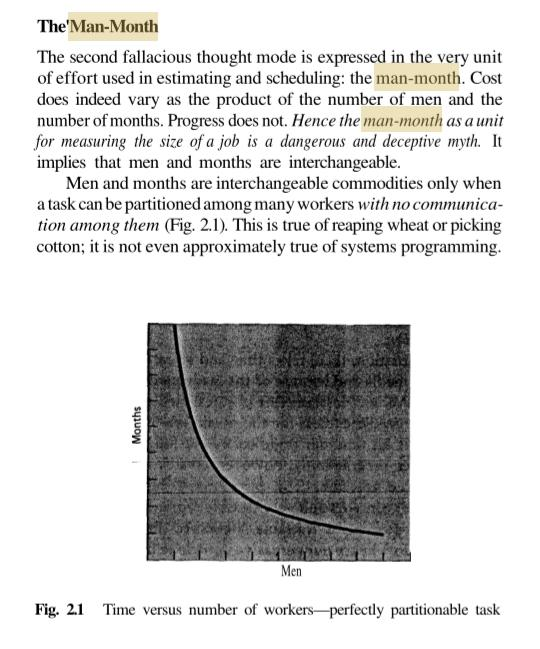 The'Man-Month
The second fallacious thought mode is expressed in the very unit
of effort used in estimating and scheduling: the man-month. Cost
does indeed vary as the product of the number of men and the
number of months. Progress does not. Hence the man-month as a unit
for measuring the size of a job is a dangerous and deceptive myth. It
implies that men and months are interchangeable.
Men and months are interchangeable commodities only when
a task can be partitioned among many workers with no communica-
tion among them (Fig. 2.1). This is true of reaping wheat or picking
cotton; it is not even approximately true of systems programming.
Months
Men
Fig. 2.1 Time versus number of workers—perfectly partitionable task